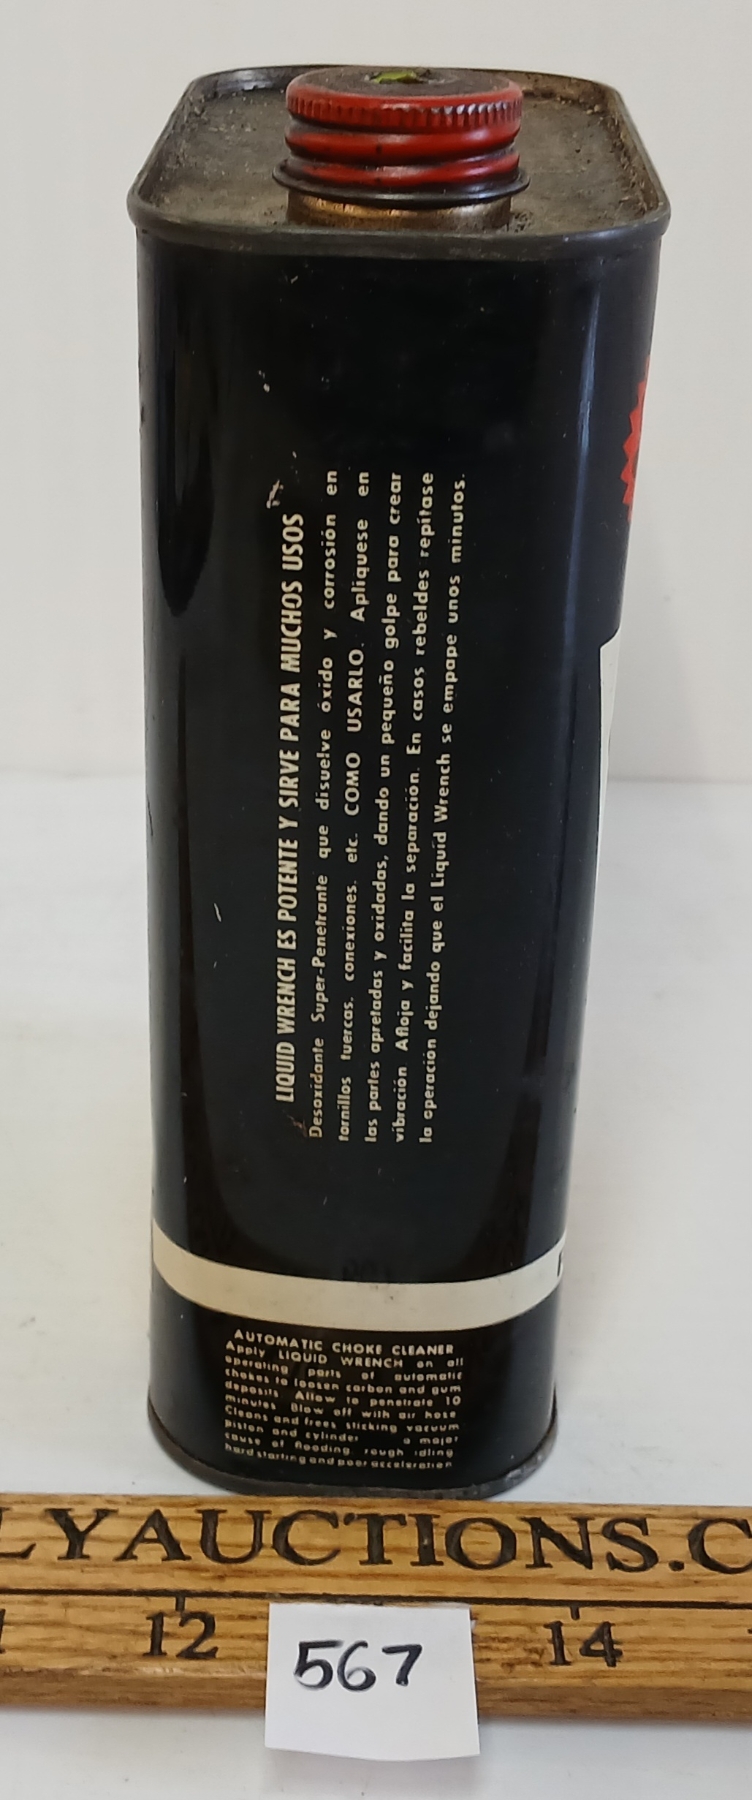 LIQUID WRENCH ES POTENTE Y SIRVE PARA MUCHOS USOS
Desoxidante Super-Penetrante que disuelve óxido y corrosión en
tornillos tuercas, conexiones, etc. COMO USARLO. Apliquese en
las partes apretadas y oxidadas, dando un pequeño golpe para crear
vibración Afloja y facilita la separación. En casos rebeldes repítase
la operación dejando que el Liquid Wrench se empape unos minutos.
AUTOMATIC CHOKE CLEANER
Apply LIQUID WRENCH on all
operating parts of automatic
chokes to loosen carbon and gum
deposits. Allow to penetrate 10
minutes Blow off with air hose
Cleans and frees sticking vacuum
piston and cylinder a major
cause of flooding, rough idling
hard starting and poor acceleration
LYAUCTIONS.C
12 14
567